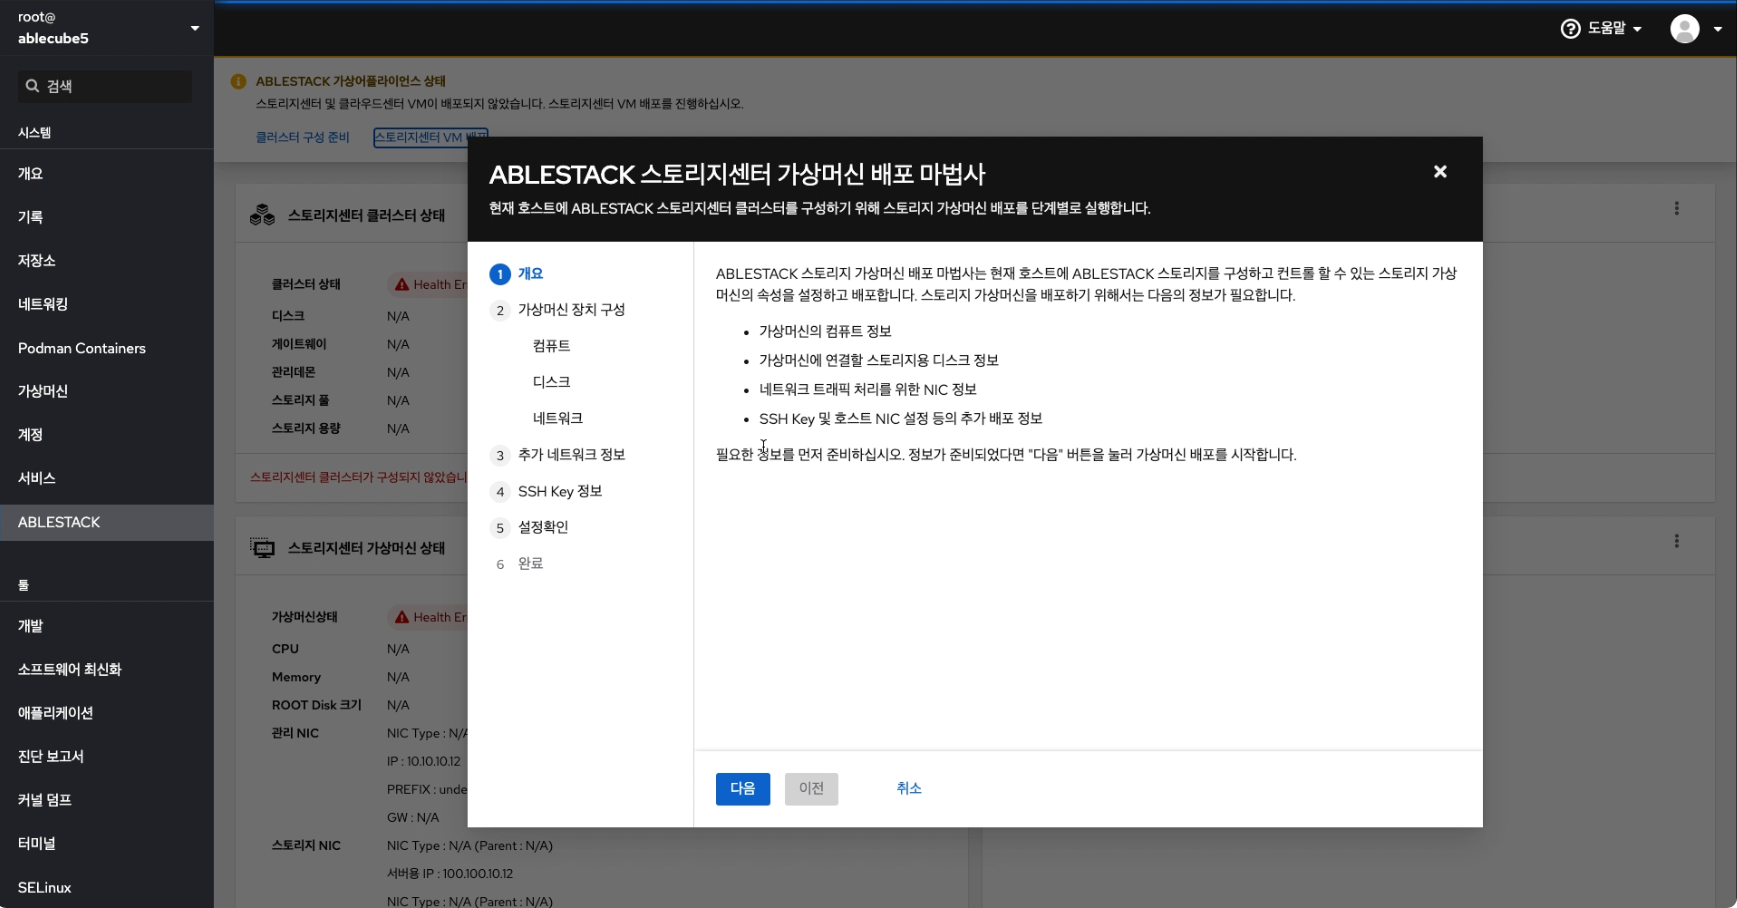 root@
ablecube5
검색
시스템
개요
기록
저장소
네트워킹
Podman Containers
가상머신
계정
서비스
ABLESTACK
툴
개발
소프트웨어 최신화
애플리케이션
진단 보고서
커널 덤프
터미널
SELinux
도움말
ABLESTACK 가상어플라이언스 상태
스토리지센터 및 클라우드센터 VM이 배포되지 않았습니다. 스토리지센터 VM 배포를 진행하십시오.
클러스터 구성 준비
스토리지센터 VM 배포
스토리지센터 클러스터 상태
클러스터 상태
Health Er
디스크 N/A
게이트웨이 N/A
관리데몬 N/A
스토리지 풀 N/A
스토리지 용량 N/A
스토리지센터 클러스터가 구성되지 않았습니
스토리지센터 가상머신 상태
가상머신상태
Health Er
CPU N/A
Memory N/A
ROOT Disk 크기 N/A
관리 NIC NIC Type : N/A
IP : 10.10.10.12
PREFIX : unde
GW : N/A
스토리지 NIC NIC Type : N/A (Parent : N/A)
서버용 IP : 100.100.10.12
NIC Type : N/A (Parent : N/A)
ABLESTACK 스토리지센터 가상머신 배포 마법사
현재 호스트에 ABLESTACK 스토리지센터 클러스터를 구성하기 위해 스토리지 가상머신 배포를 단계별로 실행합니다.
1 개요
2 가상머신 장치 구성
컴퓨트
디스크
네트워크
3 추가 네트워크 정보
4 SSH Key 정보
5 설정확인
6 완료
ABLESTACK 스토리지 가상머신 배포 마법사는 현재 호스트에 ABLESTACK 스토리지를 구성하고 컨트롤 할 수 있는 스토리지 가상
머신의 속성을 설정하고 배포합니다. 스토리지 가상머신을 배포하기 위해서는 다음의 정보가 필요합니다.
• 가상머신의 컴퓨트 정보
• 가상머신에 연결할 스토리지용 디스크 정보
• 네트워크 트래픽 처리를 위한 NIC 정보
• SSH Key 및 호스트 NIC 설정 등의 추가 배포 정보
필요한 정보를 먼저 준비하십시오. 정보가 준비되었다면 "다음" 버튼을 눌러 가상머신 배포를 시작합니다.
다음
이전
취소